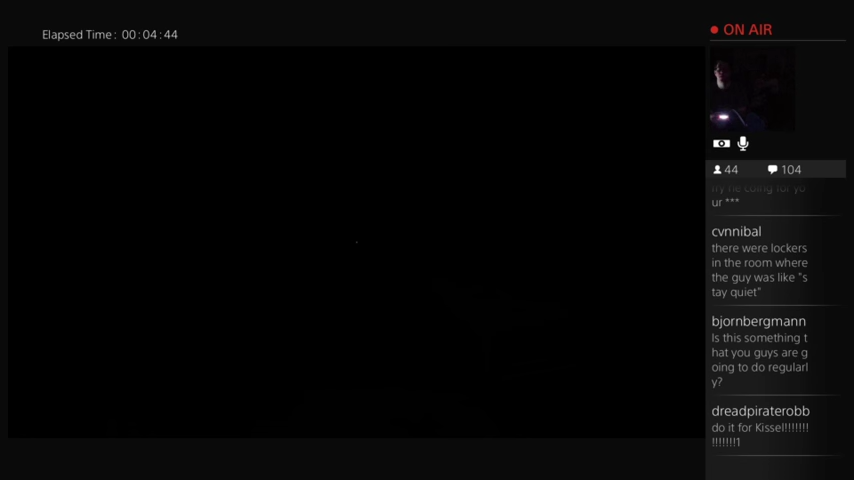 Elapsed Time: 00:04:44
ON AIR
44 104
ur ***
cvnnibal
there were lockers
in the room where
the guy was like "s
tay quiet"
bjornbergmann
Is this something t
hat you guys are g
oing to do regularl
y?
dreadpiraterobb
do it for Kissel!!!!!!!
!!!!!!!1